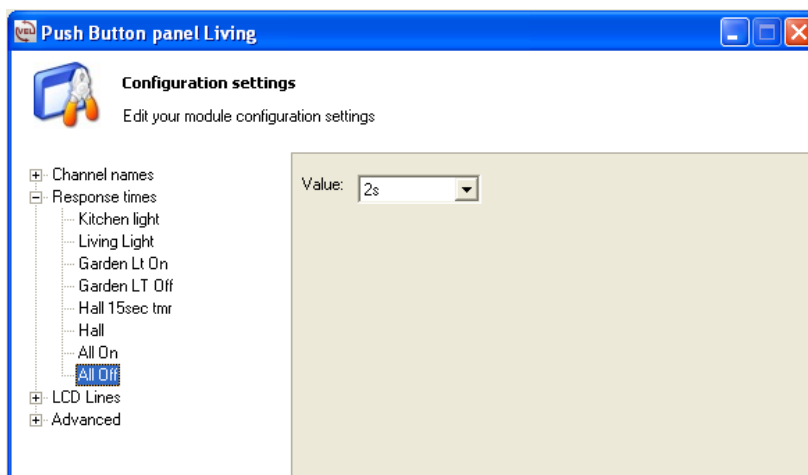 Push Button panel Living
Configuration settings
Edit your module configuration settings
Channel names
Response times
Kitchen light
Living Light
Garden Lt On
Garden LT Off
Hall 15sec tmr
Hall
All On
All Off
LCD Lines
Advanced
Value: 2s